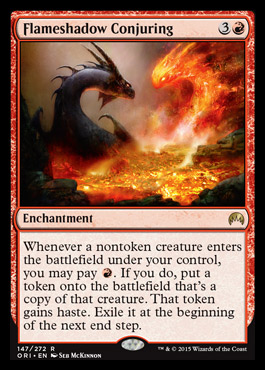 Flameshadow Conjuring 3
Enchantment
Whenever a nontoken creature enters
the battlefield under your control,
you may pay . If you do, put a
token onto the battlefield that's a
copy of that creature. That token
gains haste. Exile it at the beginning
of the next end step.
147/272 R
ORI • EN Seb McKinnon
™ & © 2015 Wizards of the Coast